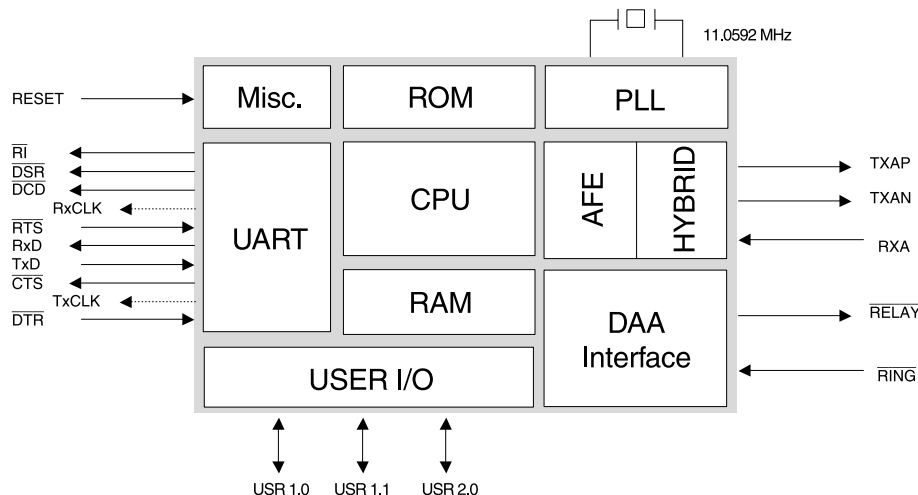 11.0592 MHz
RESET
Misc.
ROM
PLL
RI
DSR
DCD
RxCLK
RTS
RxD
TxD
CTS
TxCLK
DTR
UART
CPU
AFE
HYBRID
TXAP
TXAN
RXA
RAM
DAA
Interface
RELAY
RING
USER I/O
USR 1.0
USR 1.1
USR 2.0